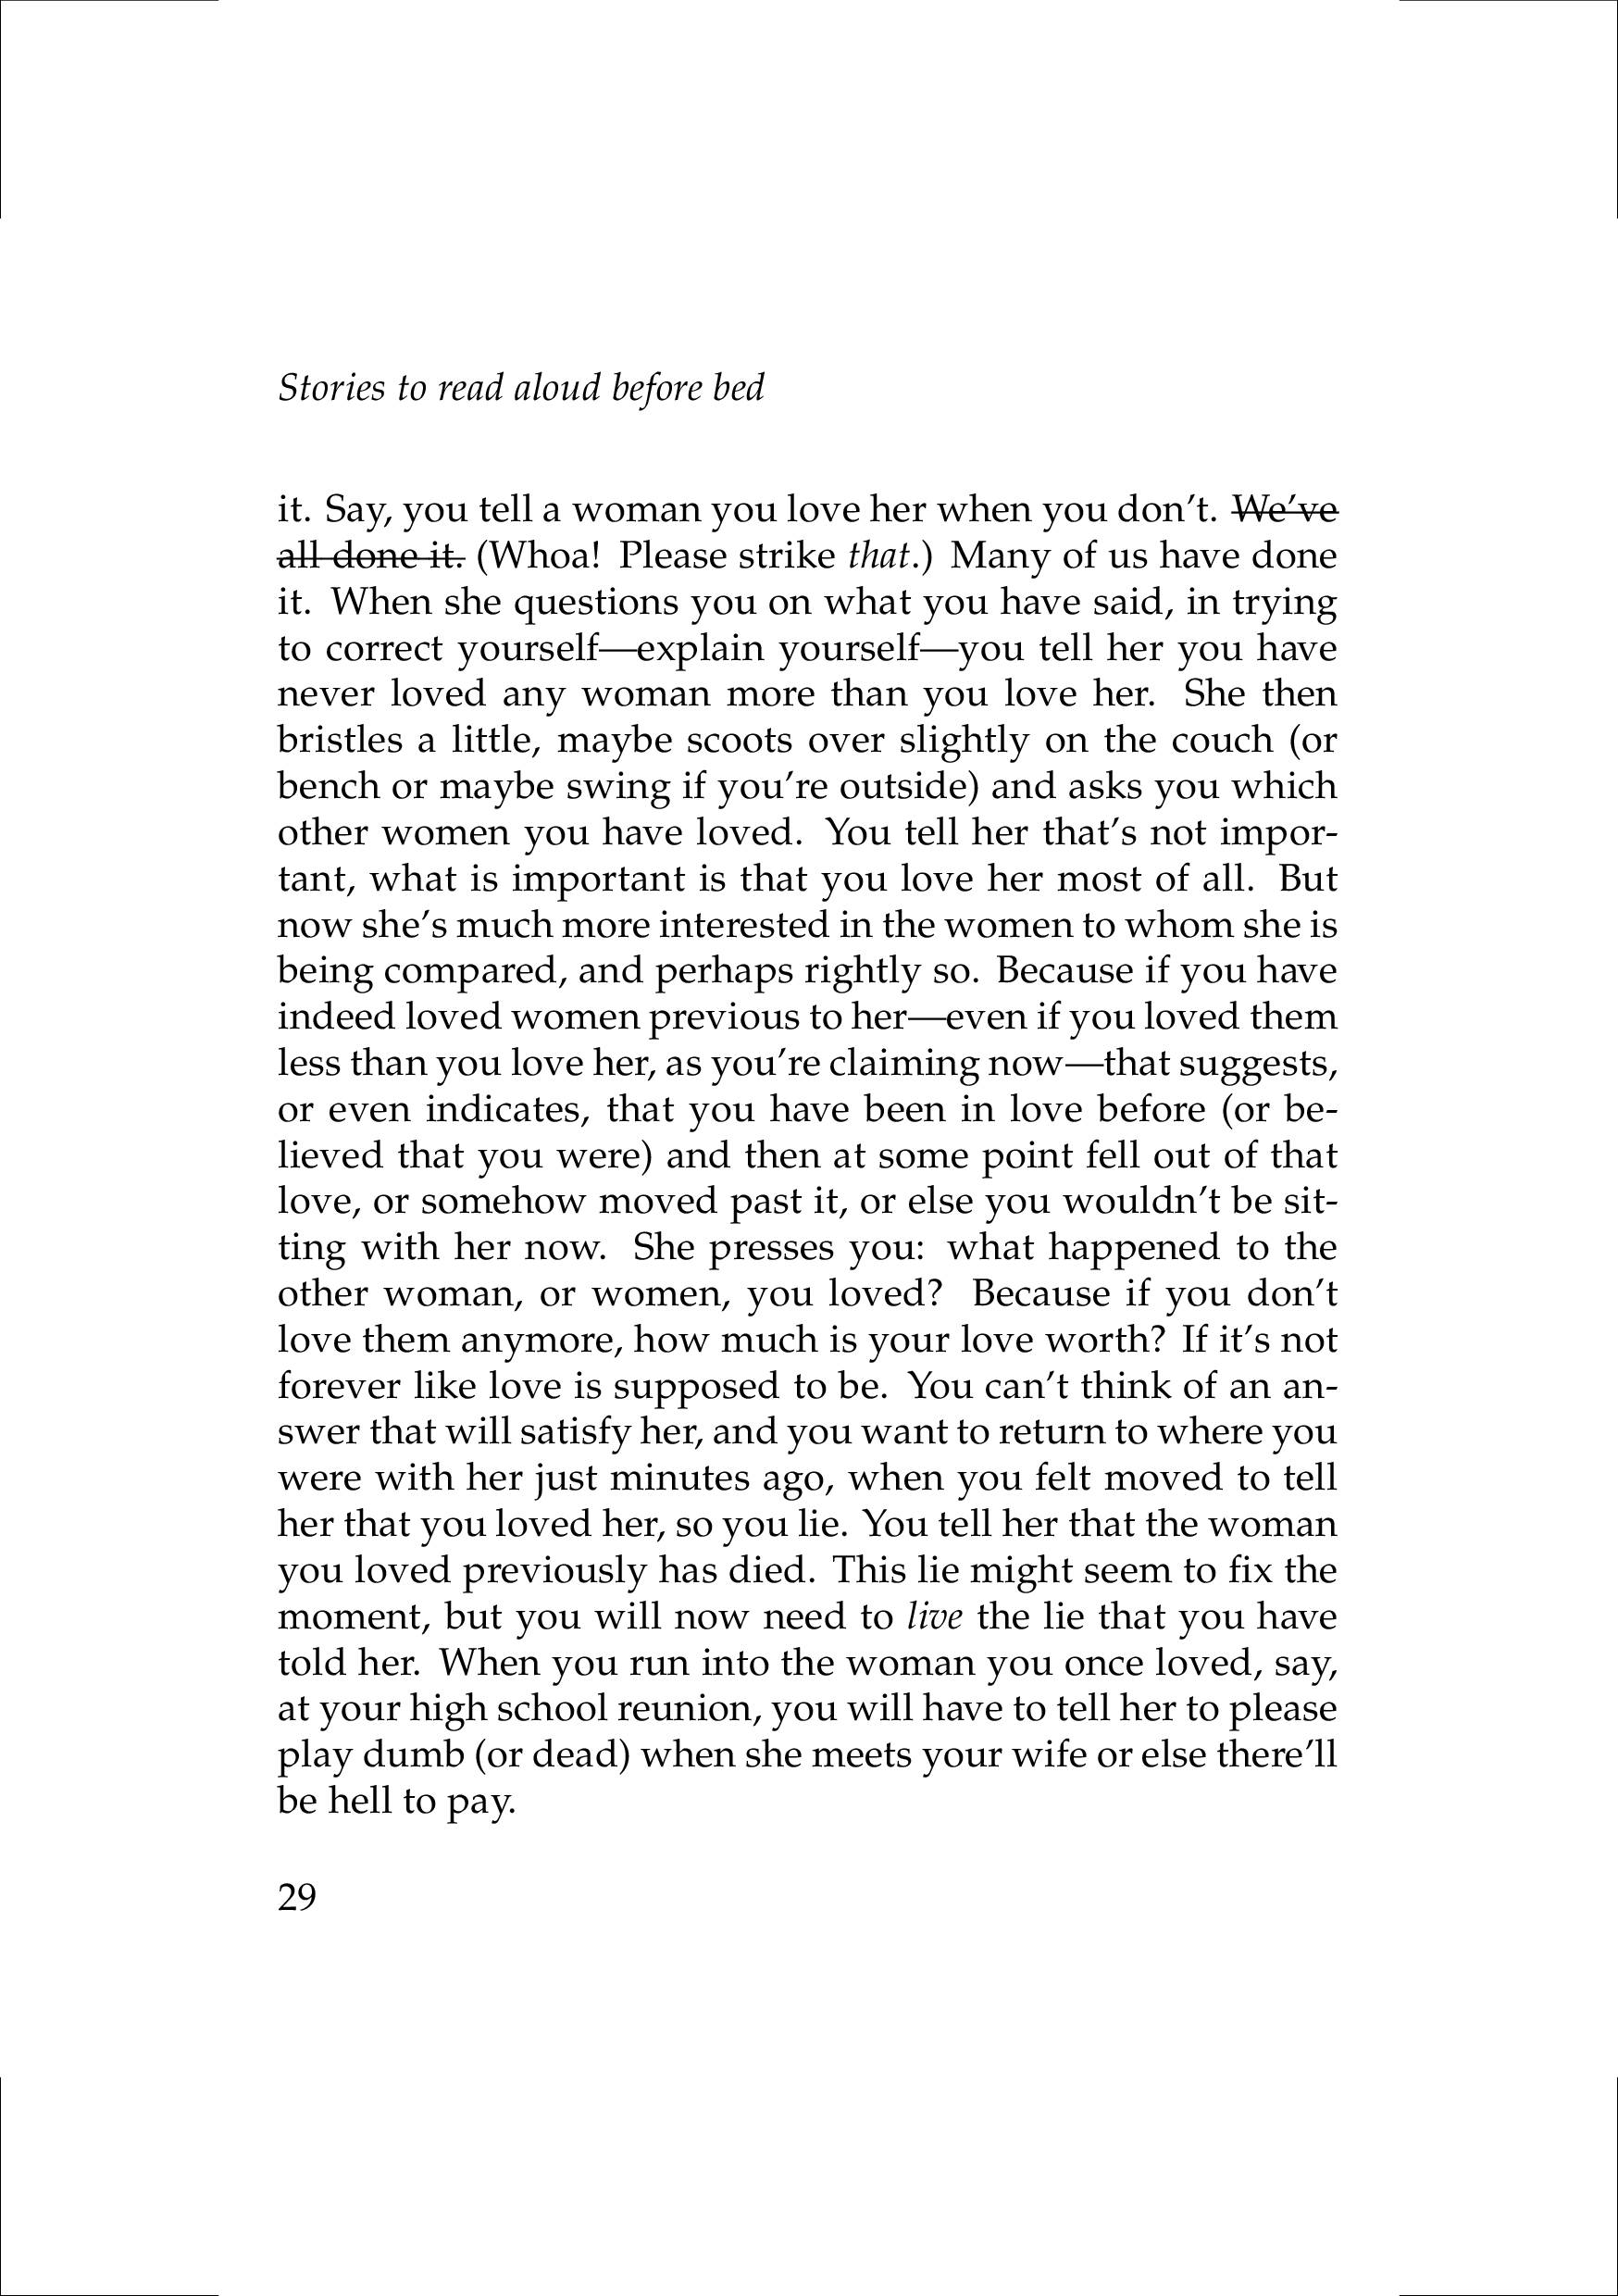 Stories to read aloud before bed
it. Say, you tell a woman you love her when you don’t. We’ve
all done it. (Whoa! Please strike that.) Many of us have done
it. When she questions you on what you have said, in trying
to correct yourself—explain yourself—you tell her you have
never loved any woman more than you love her. She then
bristles a little, maybe scoots over slightly on the couch (or
bench or maybe swing if you’re outside) and asks you which
other women you have loved. You tell her that’s not impor-
tant, what is important is that you love her most of all. But
now she’s much more interested in the women to whom she is
being compared, and perhaps rightly so. Because if you have
indeed loved women previous to her—even if you loved them
less than you love her, as you’re claiming now—that suggests,
or even indicates, that you have been in love before (or be-
lieved that you were) and then at some point fell out of that
love, or somehow moved past it, or else you wouldn’t be sit-
ting with her now. She presses you: what happened to the
other woman, or women, you loved? Because if you don’t
love them anymore, how much is your love worth? If it’s not
forever like love is supposed to be. You can’t think of an an-
swer that will satisfy her, and you want to return to where you
were with her just minutes ago, when you felt moved to tell
her that you loved her, so you lie. You tell her that the woman
you loved previously has died. This lie might seem to fix the
moment, but you will now need to live the lie that you have
told her. When you run into the woman you once loved, say,
at your high school reunion, you will have to tell her to please
play dumb (or dead) when she meets your wife or else there’ll
be hell to pay.
29